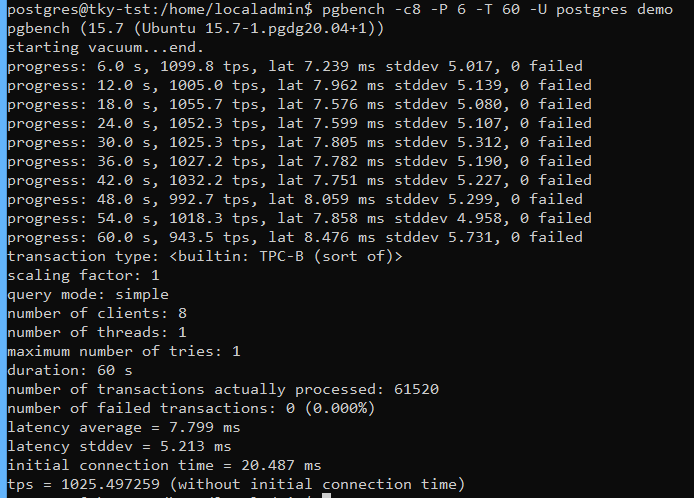 postgres@tky-tst:/home/localadmin$ pgbench -c8 -P 6 -T 60 -U postgres demo
pgbench (15.7 (Ubuntu 15.7-1.pgdg20.04+1))
starting vacuum...end.
progress: 6.0 s, 1099.8 tps, lat 7.239 ms stddev 5.017, 0 failed
progress: 12.0 s, 1005.0 tps, lat 7.962 ms stddev 5.139, 0 failed
progress: 18.0 s, 1055.7 tps, lat 7.576 ms stddev 5.080, 0 failed
progress: 24.0 s, 1052.3 tps, lat 7.599 ms stddev 5.107, 0 failed
progress: 30.0 s, 1025.3 tps, lat 7.805 ms stddev 5.312, 0 failed
progress: 36.0 s, 1027.2 tps, lat 7.782 ms stddev 5.190, 0 failed
progress: 42.0 s, 1032.2 tps, lat 7.751 ms stddev 5.227, 0 failed
progress: 48.0 s, 992.7 tps, lat 8.059 ms stddev 5.299, 0 failed
progress: 54.0 s, 1018.3 tps, lat 7.858 ms stddev 4.958, 0 failed
progress: 60.0 s, 943.5 tps, lat 8.476 ms stddev 5.731, 0 failed
transaction type: <builtin: TPC-B (sort of)>
scaling factor: 1
query mode: simple
number of clients: 8
number of threads: 1
maximum number of tries: 1
duration: 60 s
number of transactions actually processed: 61520
number of failed transactions: 0 (0.000%)
latency average = 7.799 ms
latency stddev = 5.213 ms
initial connection time = 20.487 ms
tps = 1025.497259 (without initial connection time)